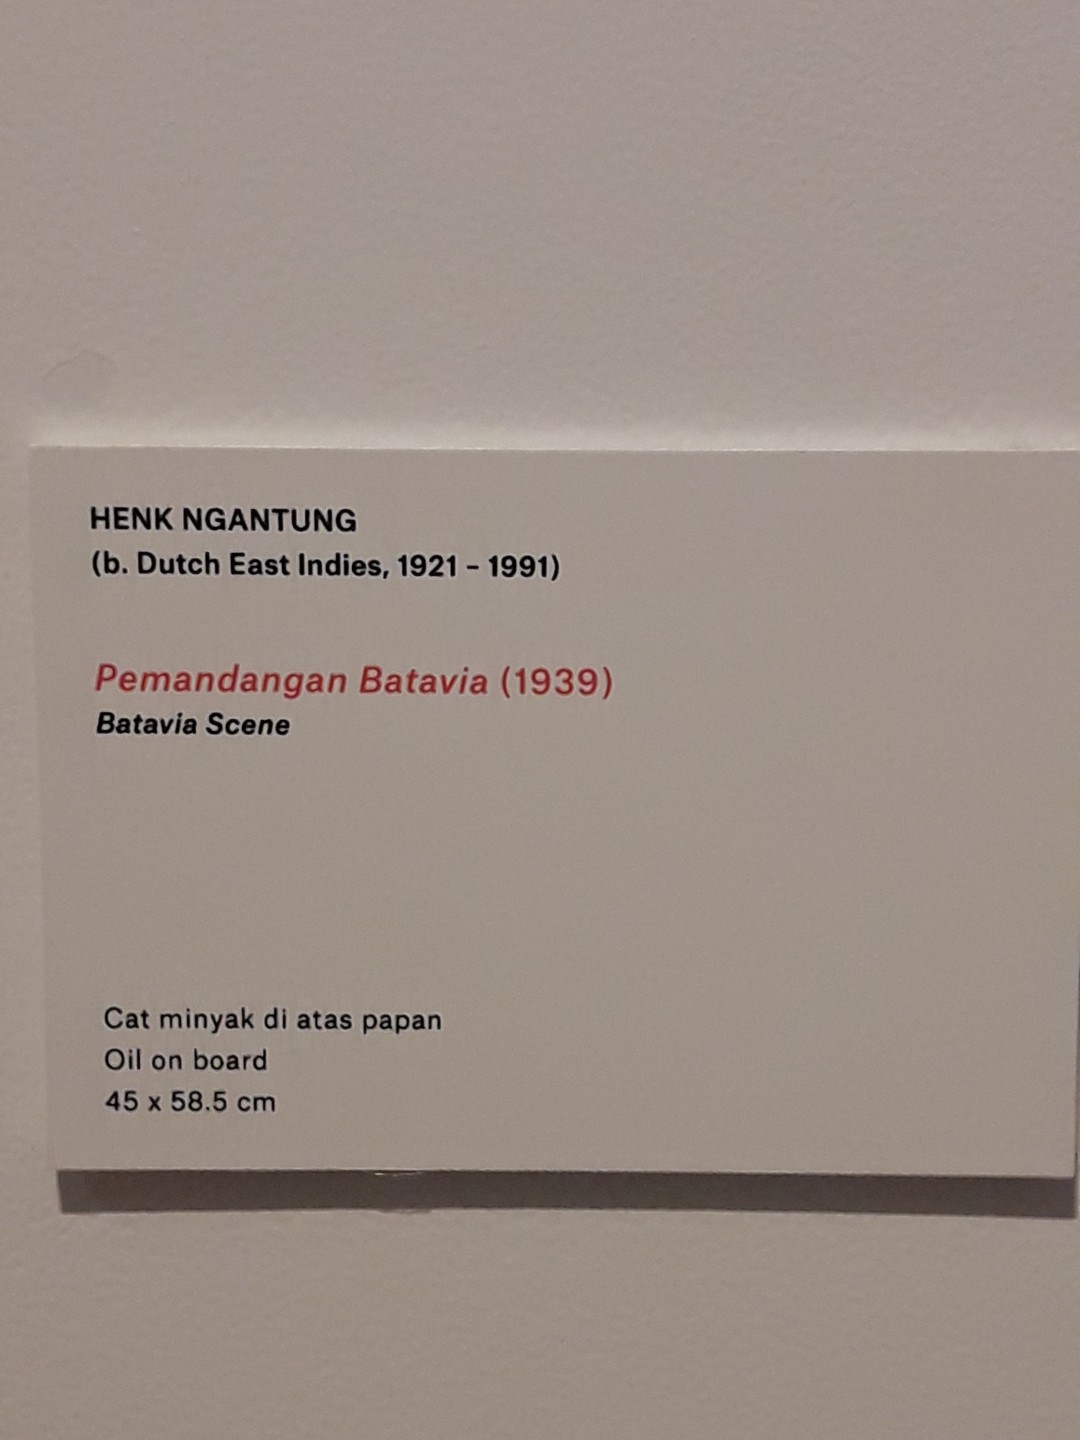 HENK NGANTUNG
(b. Dutch East Indies, 1921 - 1991)
Pemandangan Batavia (1939)
Batavia Scene
Cat minyak di atas papan
Oil on board
45 x 58.5 cm